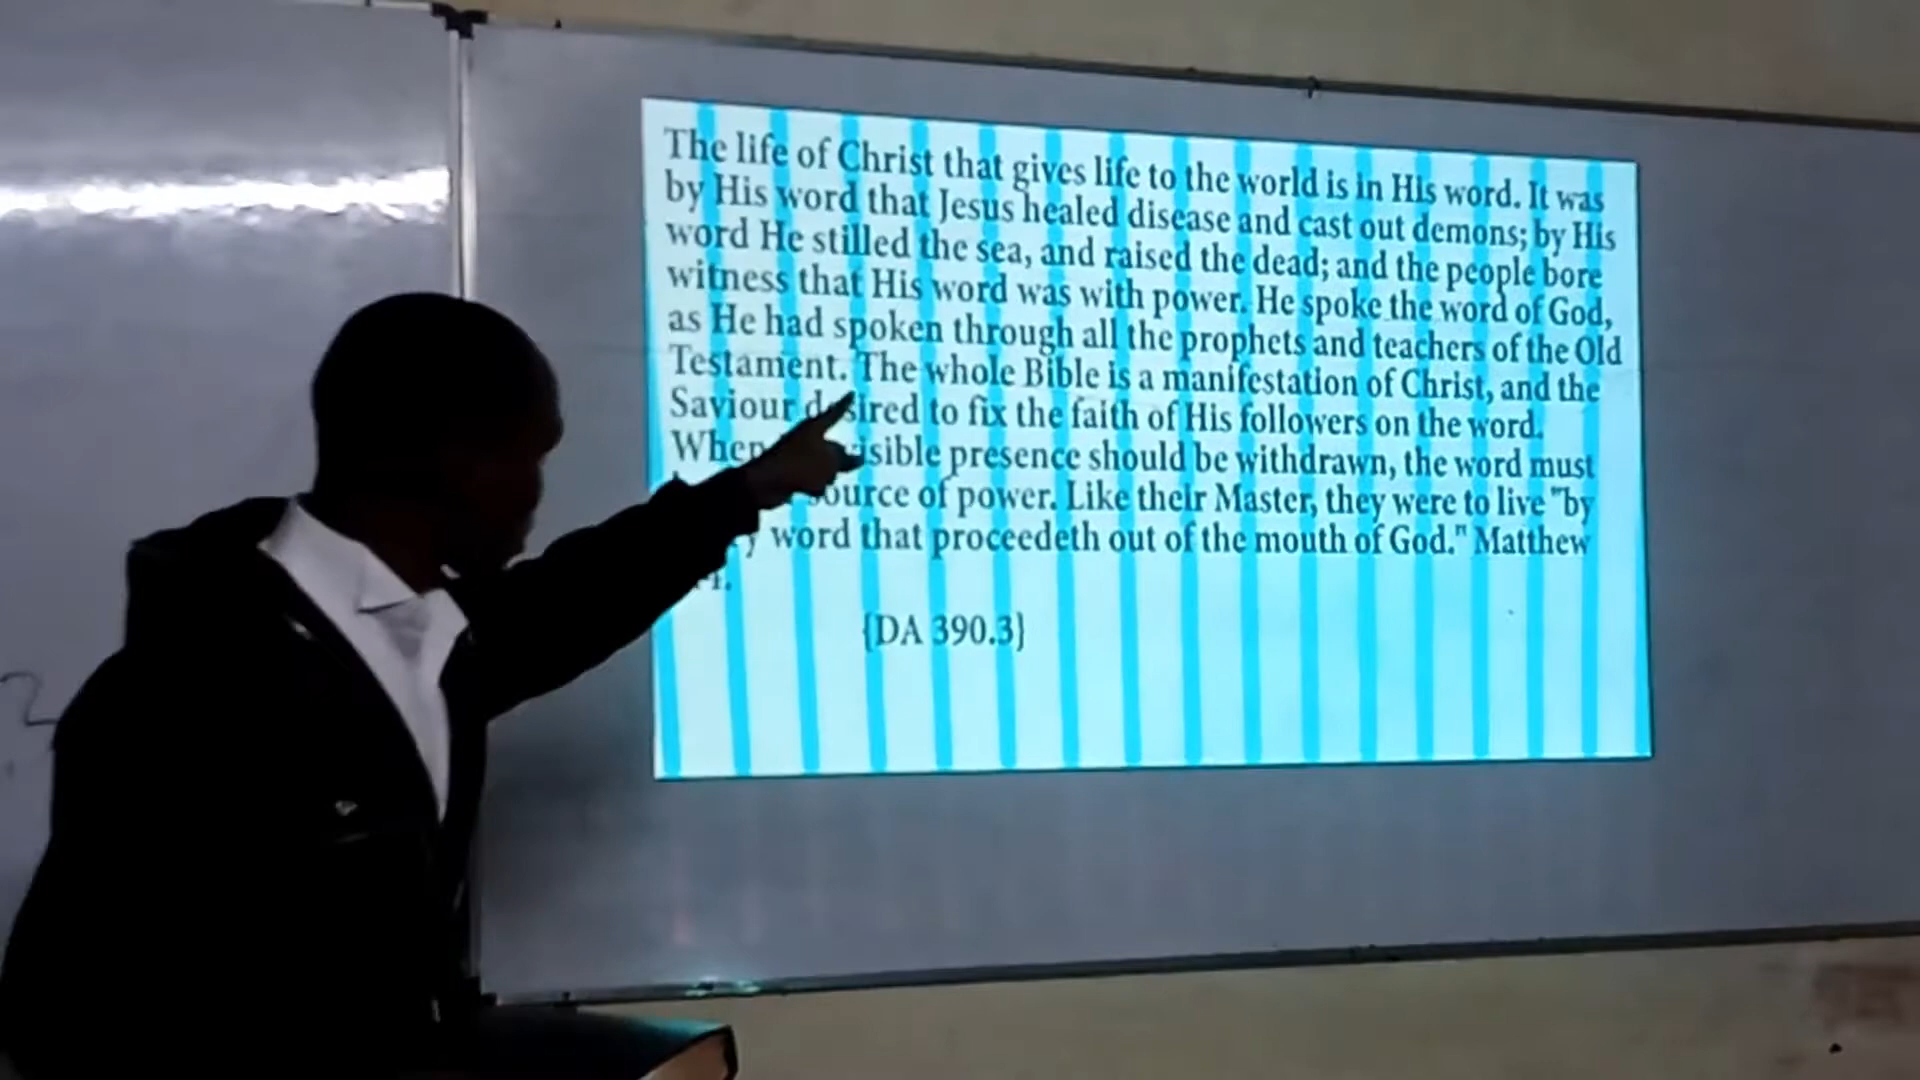 The life of Christ that gives life to the world is in His word. It was
by His word that Jesus healed disease and cast out demons; by His
word He stilled the sea, and raised the dead; and the people bore
witness that His word was with power. He spoke the word of God,
as He had spoken through all the prophets and teachers of the Old
Testament. The whole Bible is a manifestation of Christ, and the
Saviour desired to fix the faith of His followers on the word.
When visible presence should be withdrawn, the word must
source of power. Like their Master, they were to live "by
word that proceedeth out of the mouth of God." Matthew
{DA 390.3}
2